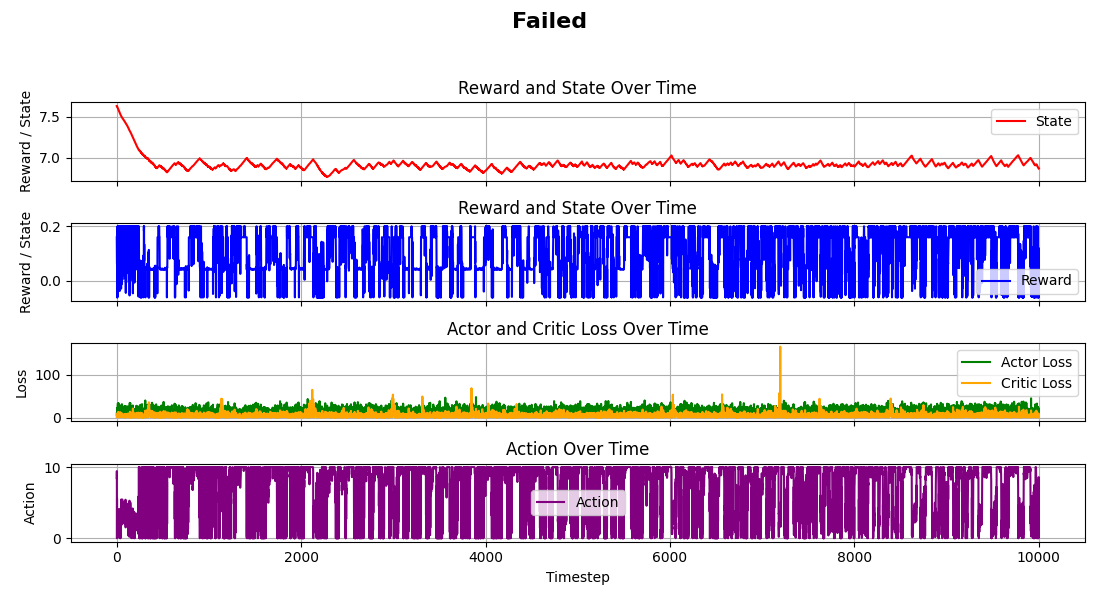 Failed
Reward and State Over Time
Reward / State
7.5
7.0
State
Reward and State Over Time
Reward / State
0.2
0.0
Reward
Actor and Critic Loss Over Time
Loss
100
0
Actor Loss
Critic Loss
Action Over Time
Action
10
0
Action
0 2000 4000 6000 8000 10000
Timestep